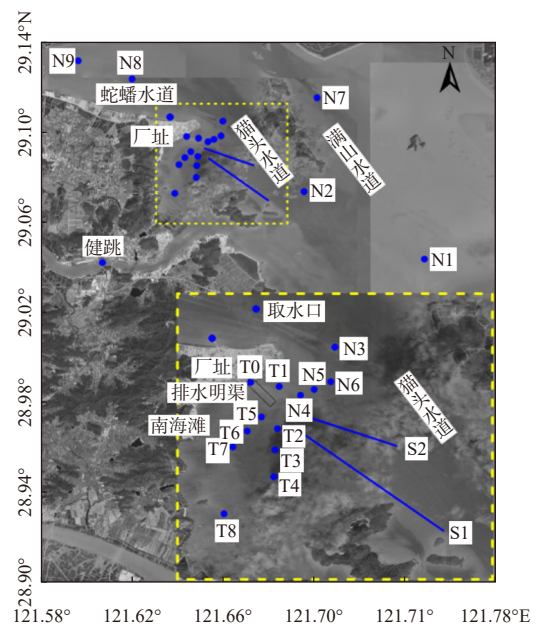 29.14°N
29.10°
29.06°
29.02°
28.98°
28.94°
28.90°
N9
N8
N
蛇蟠水道
N7
厂址
猫头水道
满山水道
N2
健跳
N1
取水口
N3
厂址
T0
T1
N5
N6
排水明渠
N4
猫头水道
T5
南海滩
T6
T2
S2
T7
T3
T4
T8
S1
121.58°
121.62°
121.66°
121.70°
121.71°
121.78°E